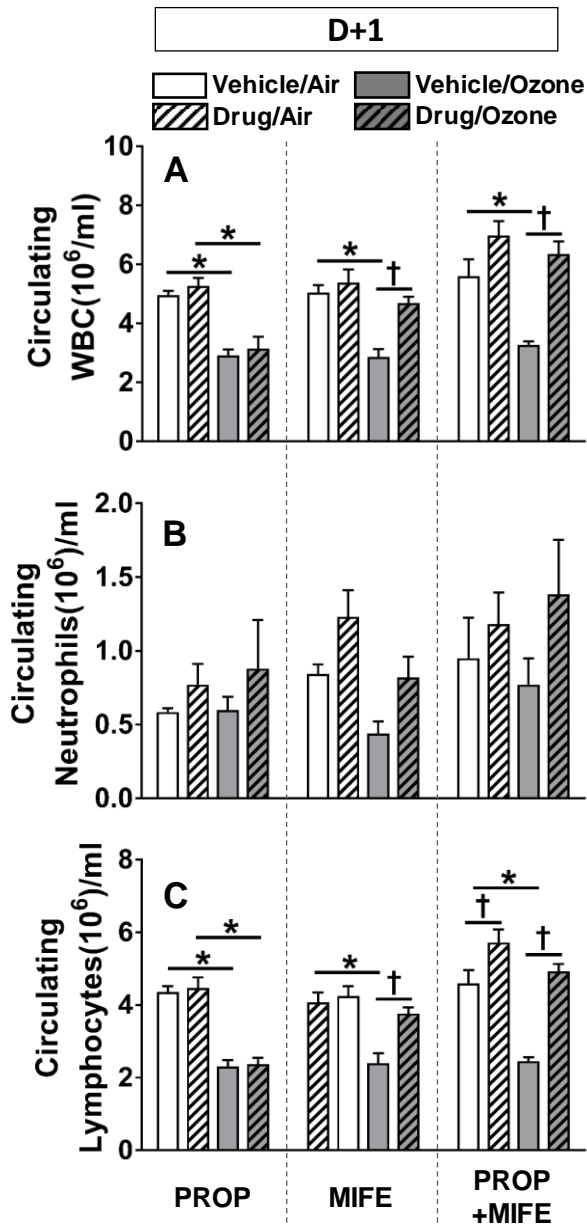 D+1
Vehicle/Air Vehicle/Ozone
Drug/Air Drug/Ozone
A
Circulating
WBC(10⁶/ml)
10
8
6
4
2
0
* * * † * †
B
Circulating
Neutrophils(10⁶)/ml
2.0
1.5
1.0
0.5
0.0
C
Circulating
Lymphocytes(10⁶)/ml
8
6
4
2
0
* * * † * † †
PROP MIFE PROP
+MIFE